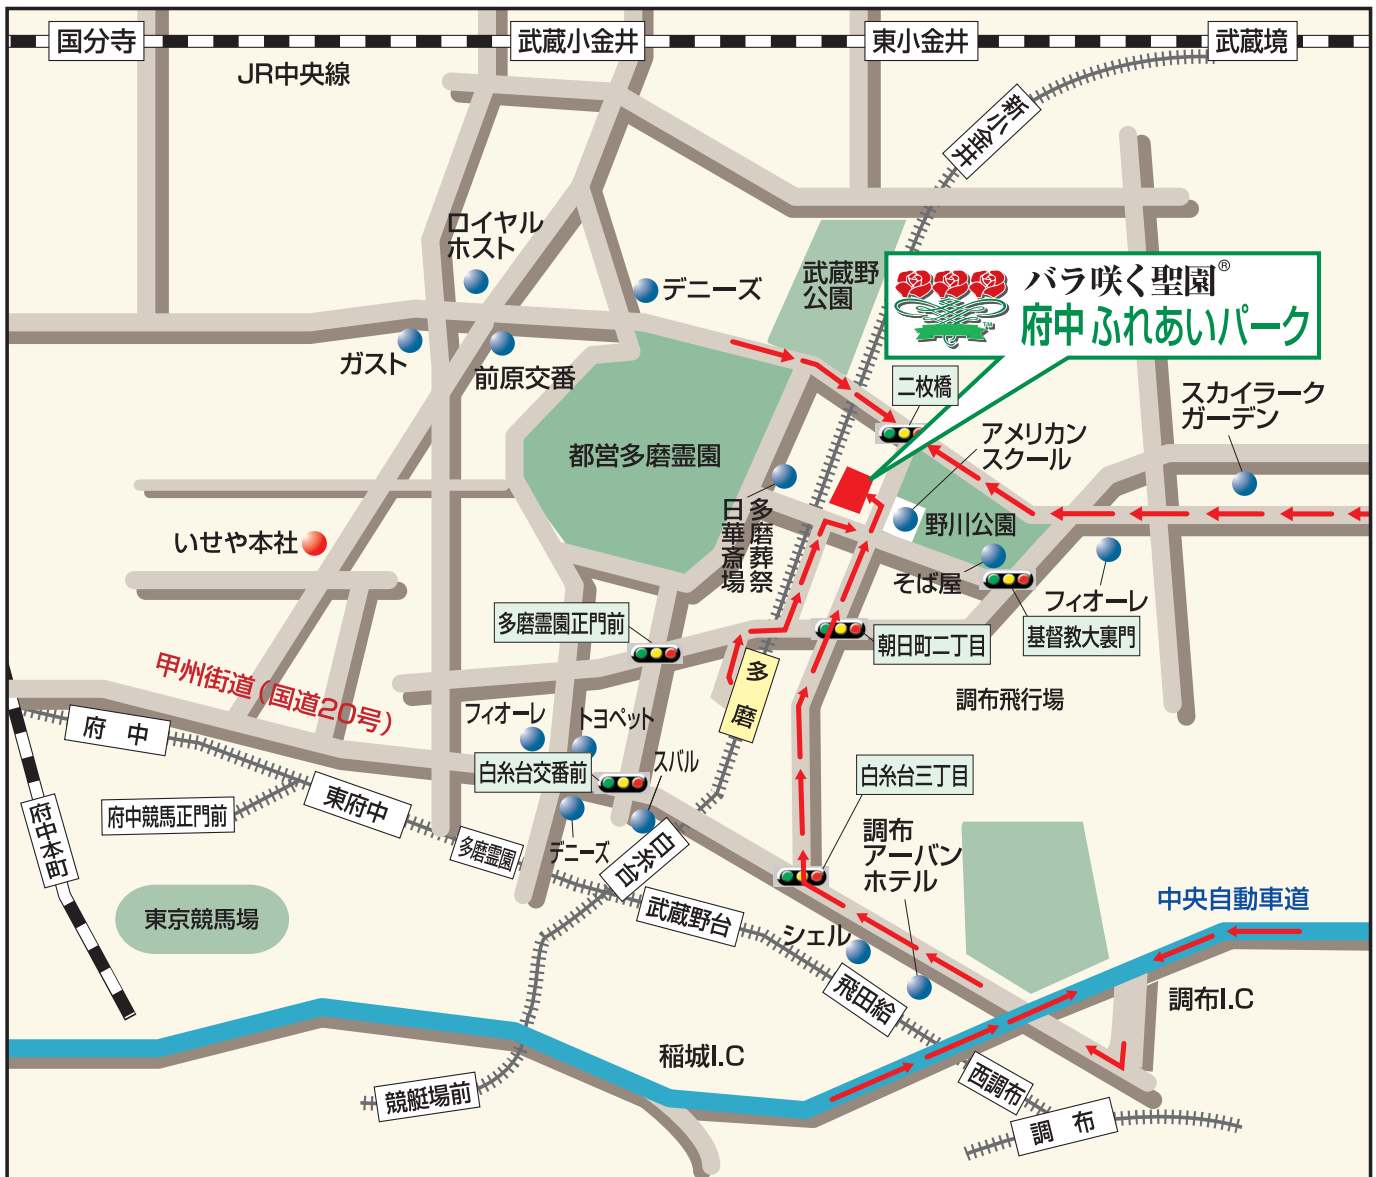 国分寺
武蔵小金井
東小金井
武蔵境
JR中央線
新小金井
ロイヤル
ホスト
デニーズ
武蔵野
公園
バラ咲く聖園®
府中 ふれあいパーク
TM
ガスト
前原交番
二枚橋
スカイラーク
ガーデン
アメリカン
スクール
都営多磨霊園
多磨葬祭
日華斎場
野川公園
いせや本社
そば屋
フィオーレ
多磨霊園正門前
朝日町二丁目
基督教大裏門
甲州街道(国道20号)
多磨
調布飛行場
府中
フィオーレ
トヨペット
スバル
白糸台交番前
白糸台三丁目
府中競馬正門前
東府中
府中本町
多磨霊園
デニーズ
白糸台
調布
アーバン
ホテル
東京競馬場
武蔵野台
シェル
中央自動車道
飛田給
調布I.C
稲城I.C
西調布
競艇場前
調布